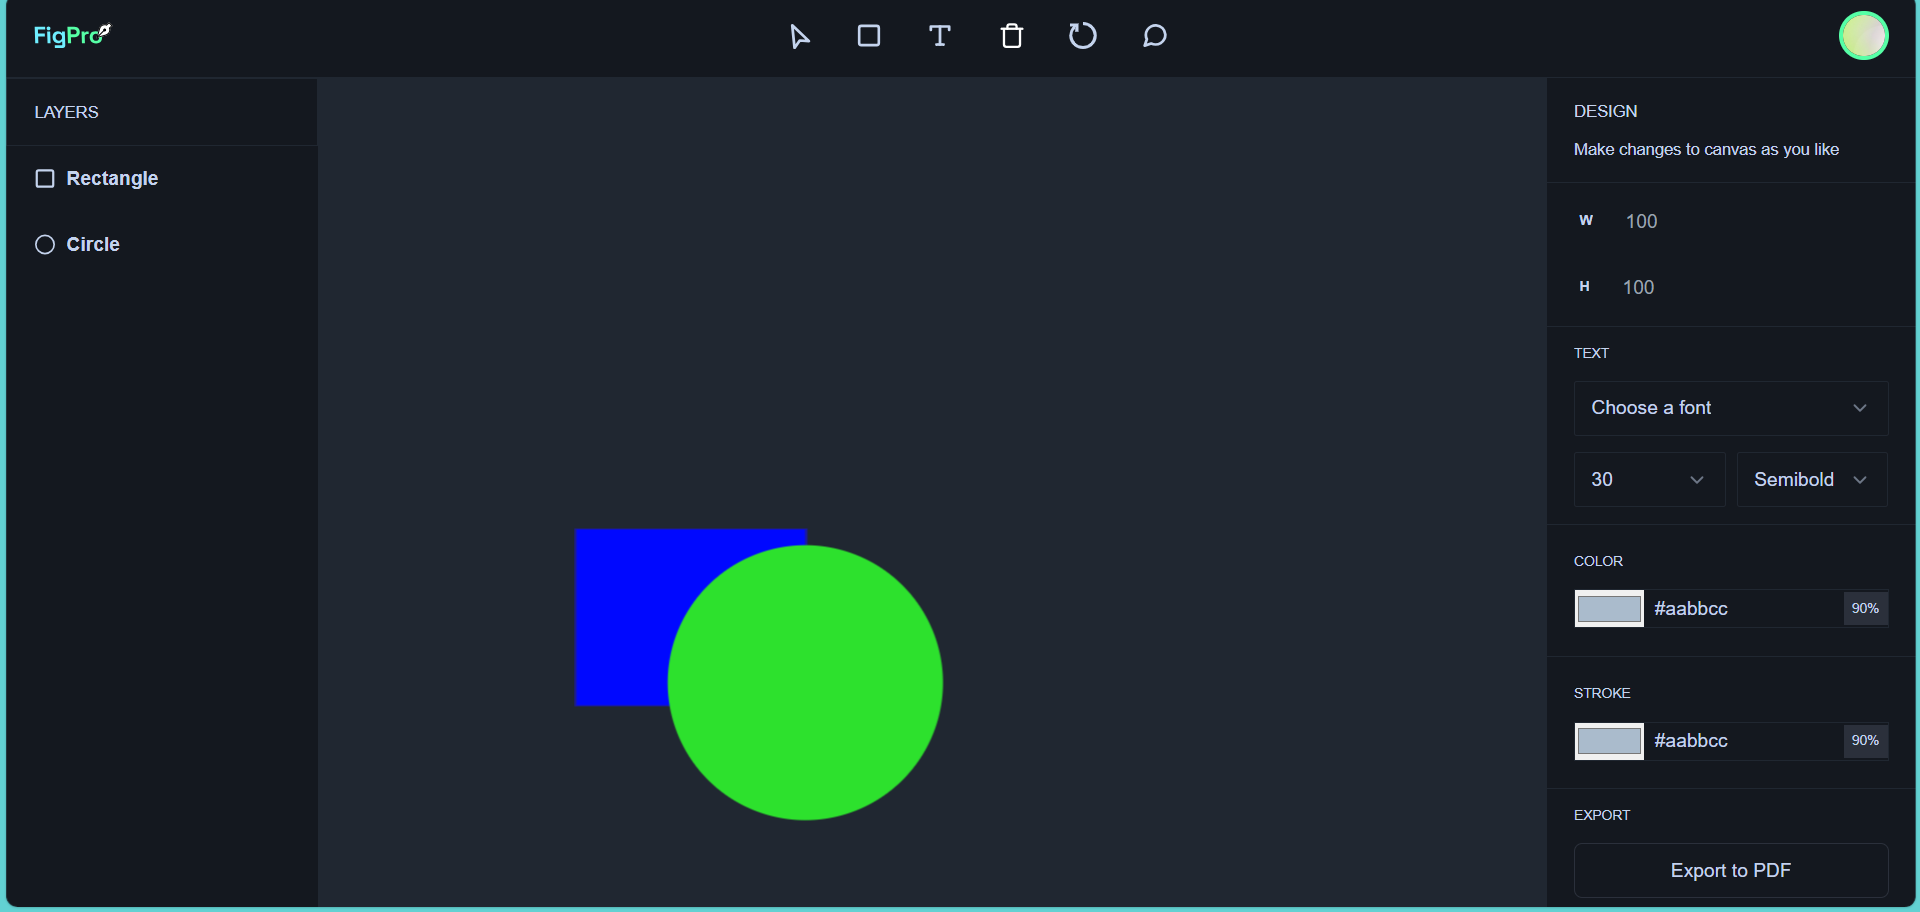 FigPro
LAYERS
Rectangle
Circle
DESIGN
Make changes to canvas as you like
W 100
H 100
TEXT
Choose a font
30 Semibold
COLOR
#aabbcc 90%
STROKE
#aabbcc 90%
EXPORT
Export to PDF